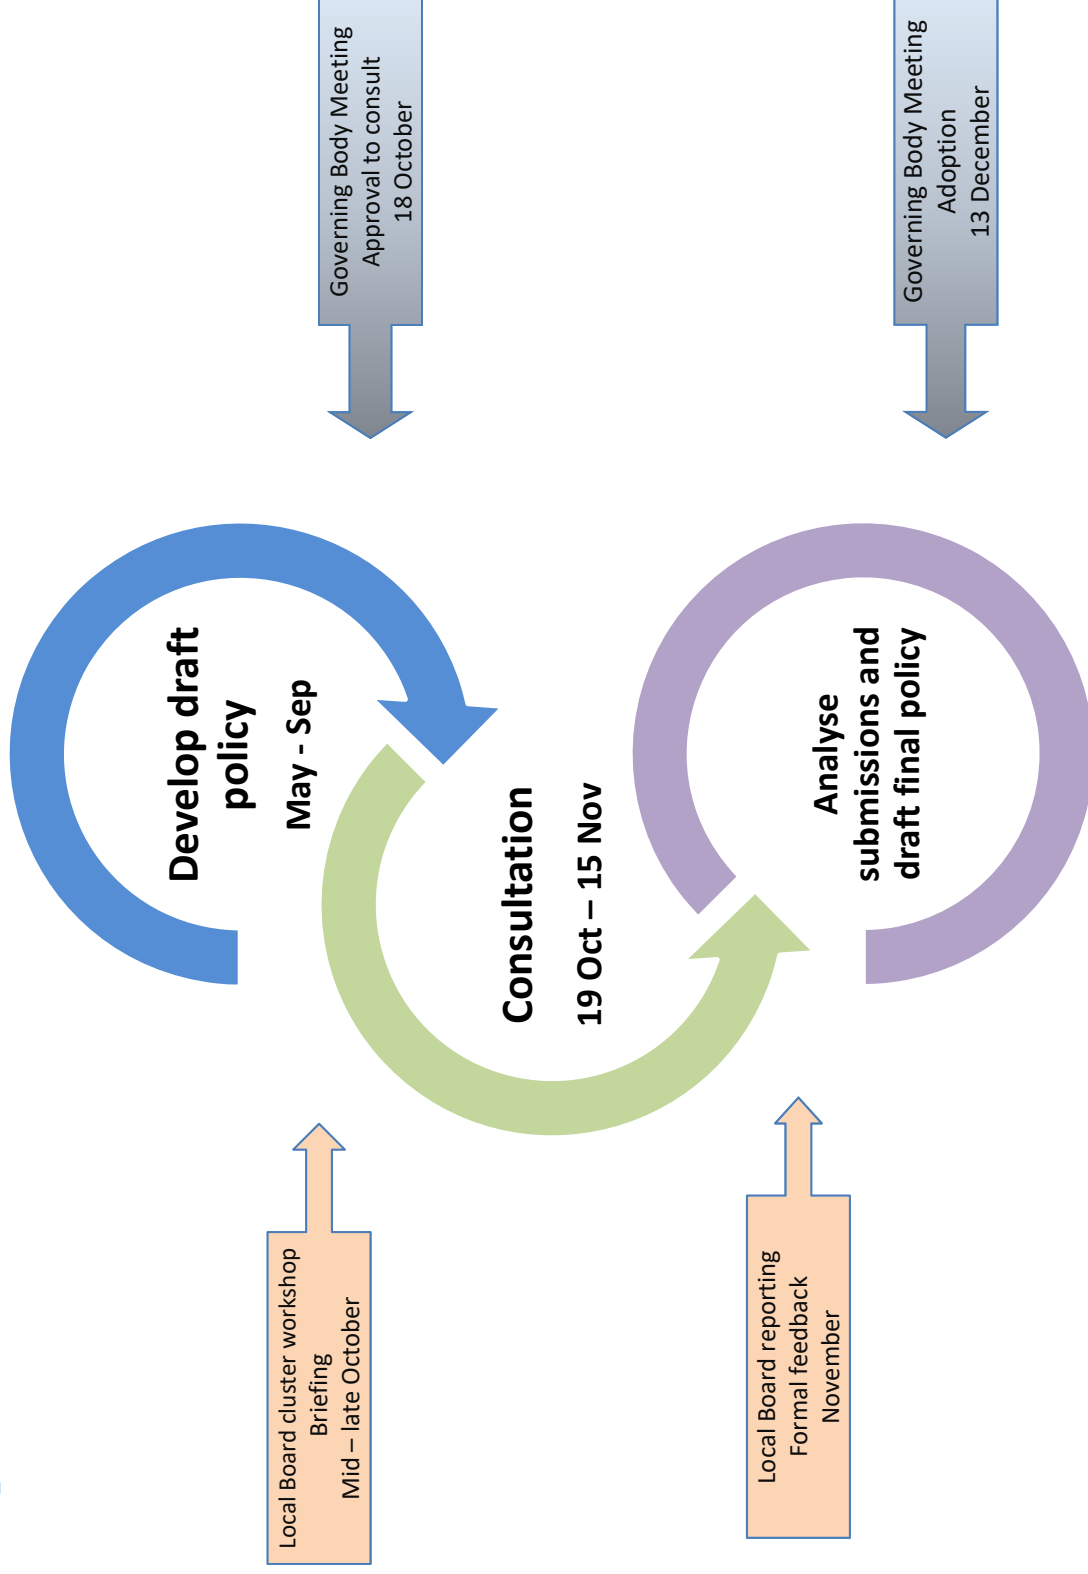 Governing Body Meeting
Approval to consult
18 October
Governing Body Meeting
Adoption
13 December
Develop draft
policy
May - Sep
Consultation
19 Oct – 15 Nov
Analyse
submissions and
draft final policy
Local Board cluster workshop
Briefing
Mid – late October
Local Board reporting
Formal feedback
November